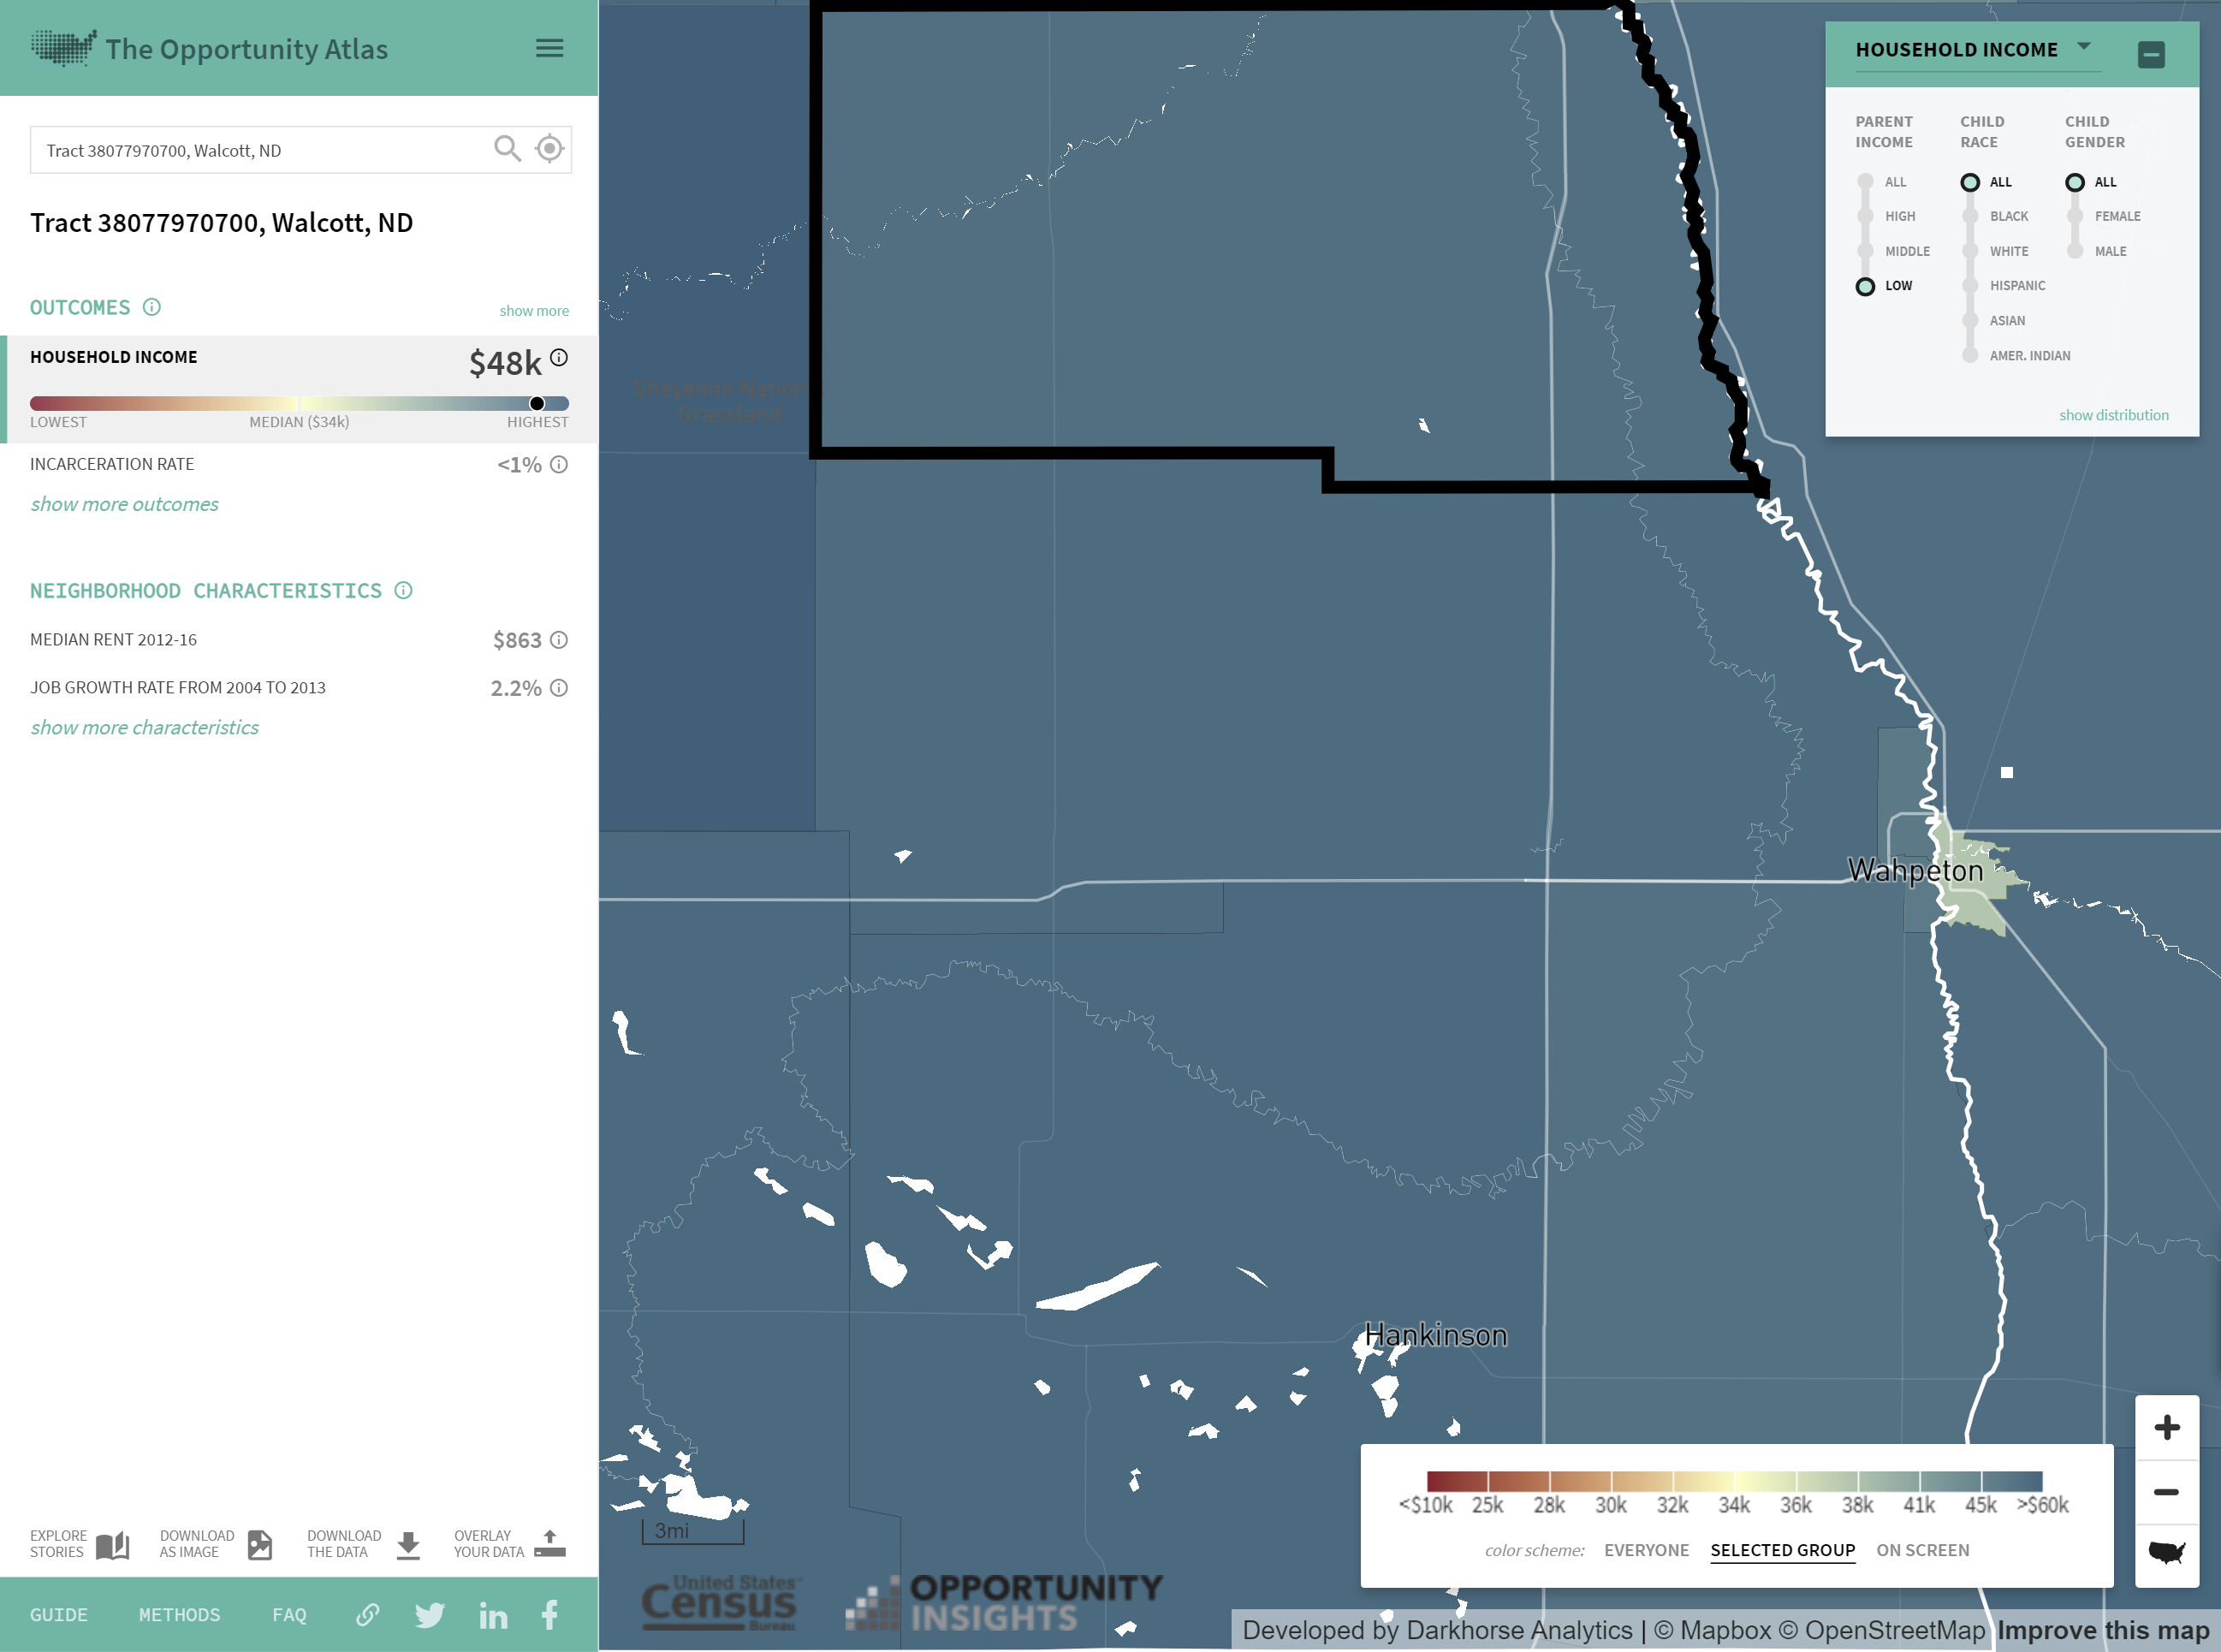 The Opportunity Atlas
Tract 38077970700, Walcott, ND
Tract 38077970700, Walcott, ND
OUTCOMES
show more
HOUSEHOLD INCOME
$48k
LOWEST
MEDIAN ($34k)
HIGHEST
INCARCERATION RATE
<1%
show more outcomes
NEIGHBORHOOD CHARACTERISTICS
MEDIAN RENT 2012-16
$863
JOB GROWTH RATE FROM 2004 TO 2013
2.2%
show more characteristics
EXPLORE
STORIES
DOWNLOAD
AS IMAGE
DOWNLOAD
THE DATA
OVERLAY
YOUR DATA
GUIDE
METHODS
FAQ
Sheyenne Nation
Grassland
Wahpeton
Hankinson
3mi
United States
Census
Bureau
OPPORTUNITY
INSIGHTS
HOUSEHOLD INCOME
PARENT
INCOME
ALL
HIGH
MIDDLE
LOW
CHILD
RACE
ALL
BLACK
WHITE
HISPANIC
ASIAN
AMER. INDIAN
CHILD
GENDER
ALL
FEMALE
MALE
show distribution
<$10k 25k 28k 30k 32k 34k 36k 38k 41k 45k >$60k
color scheme: EVERYONE SELECTED GROUP ON SCREEN
Developed by Darkhorse Analytics | © Mapbox © OpenStreetMap Improve this map